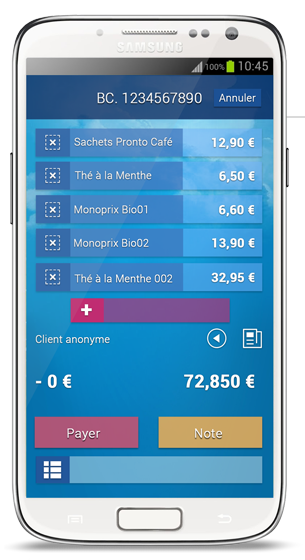 SAMSUNG
100% 10:45
BC. 1234567890 Annuler
Sachets Pronto Café 12,90 €
Thé à la Menthe 6,50 €
Monoprix Bio01 6,60 €
Monoprix Bio02 13,90 €
Thé à la Menthe 002 32,95 €
Client anonyme
- 0 € 72,850 €
Payer Note